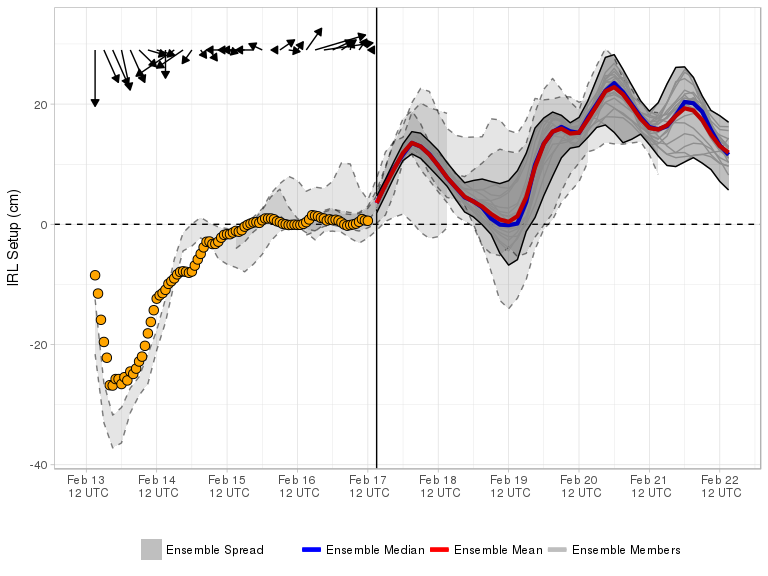 IRL Setup (cm)
20
0
-20
-40
Feb 13 Feb 14 Feb 15 Feb 16 Feb 17 Feb 18 Feb 19 Feb 20 Feb 21 Feb 22
12 UTC 12 UTC 12 UTC 12 UTC 12 UTC 12 UTC 12 UTC 12 UTC 12 UTC 12 UTC
Ensemble Spread Ensemble Median Ensemble Mean Ensemble Members